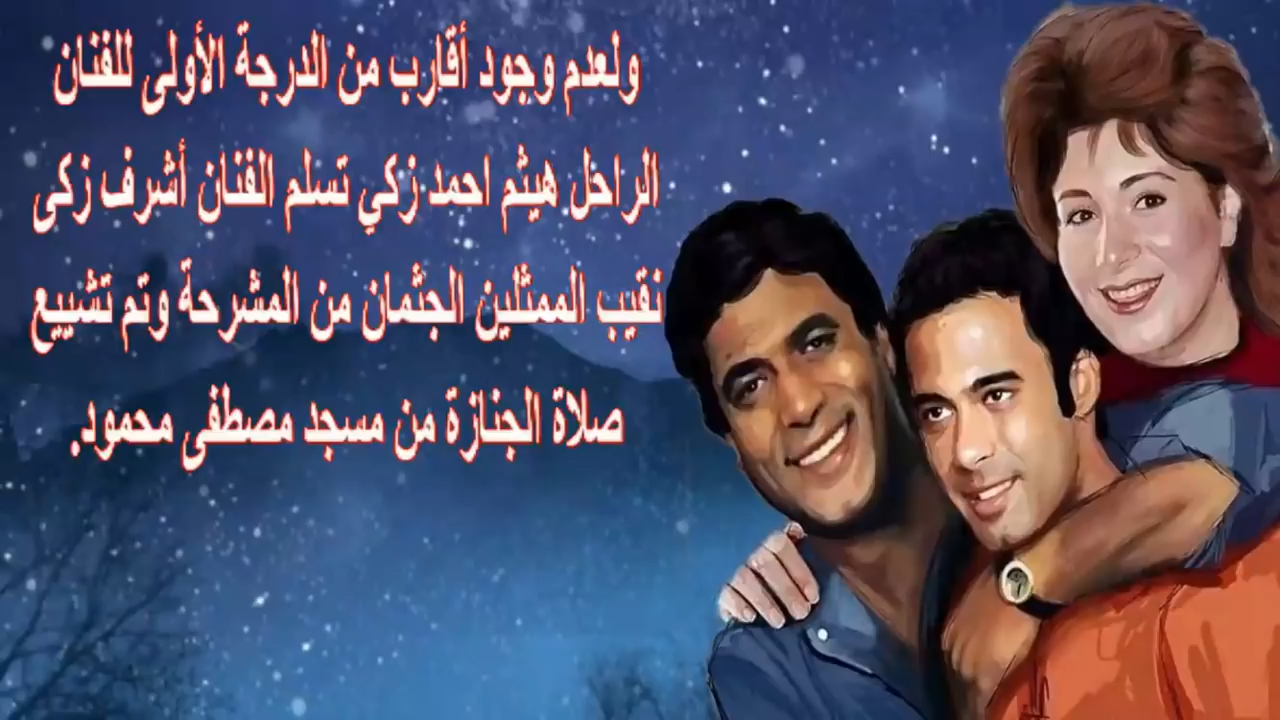 ولعدم وجود أقارب من الدرجة الأولى للفنان
الراحل هيثم احمد زكي تسلم الفنان أشرف زكى
نقيب الممثلين الجثمان من المشرحة وتم تشييع
صلاة الجنازة من مسجد مصطفى محمود.